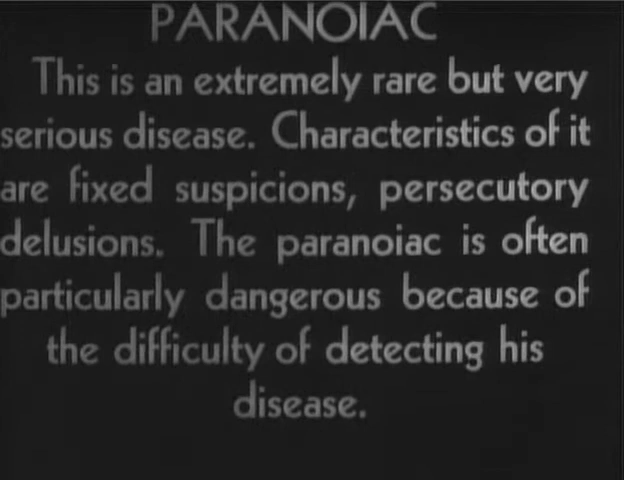 PARANOIAC
This is an extremely rare but very
serious disease. Characteristics of it
are fixed suspicions, persecutory
delusions. The paranoiac is often
particularly dangerous because of
the difficulty of detecting his
disease.